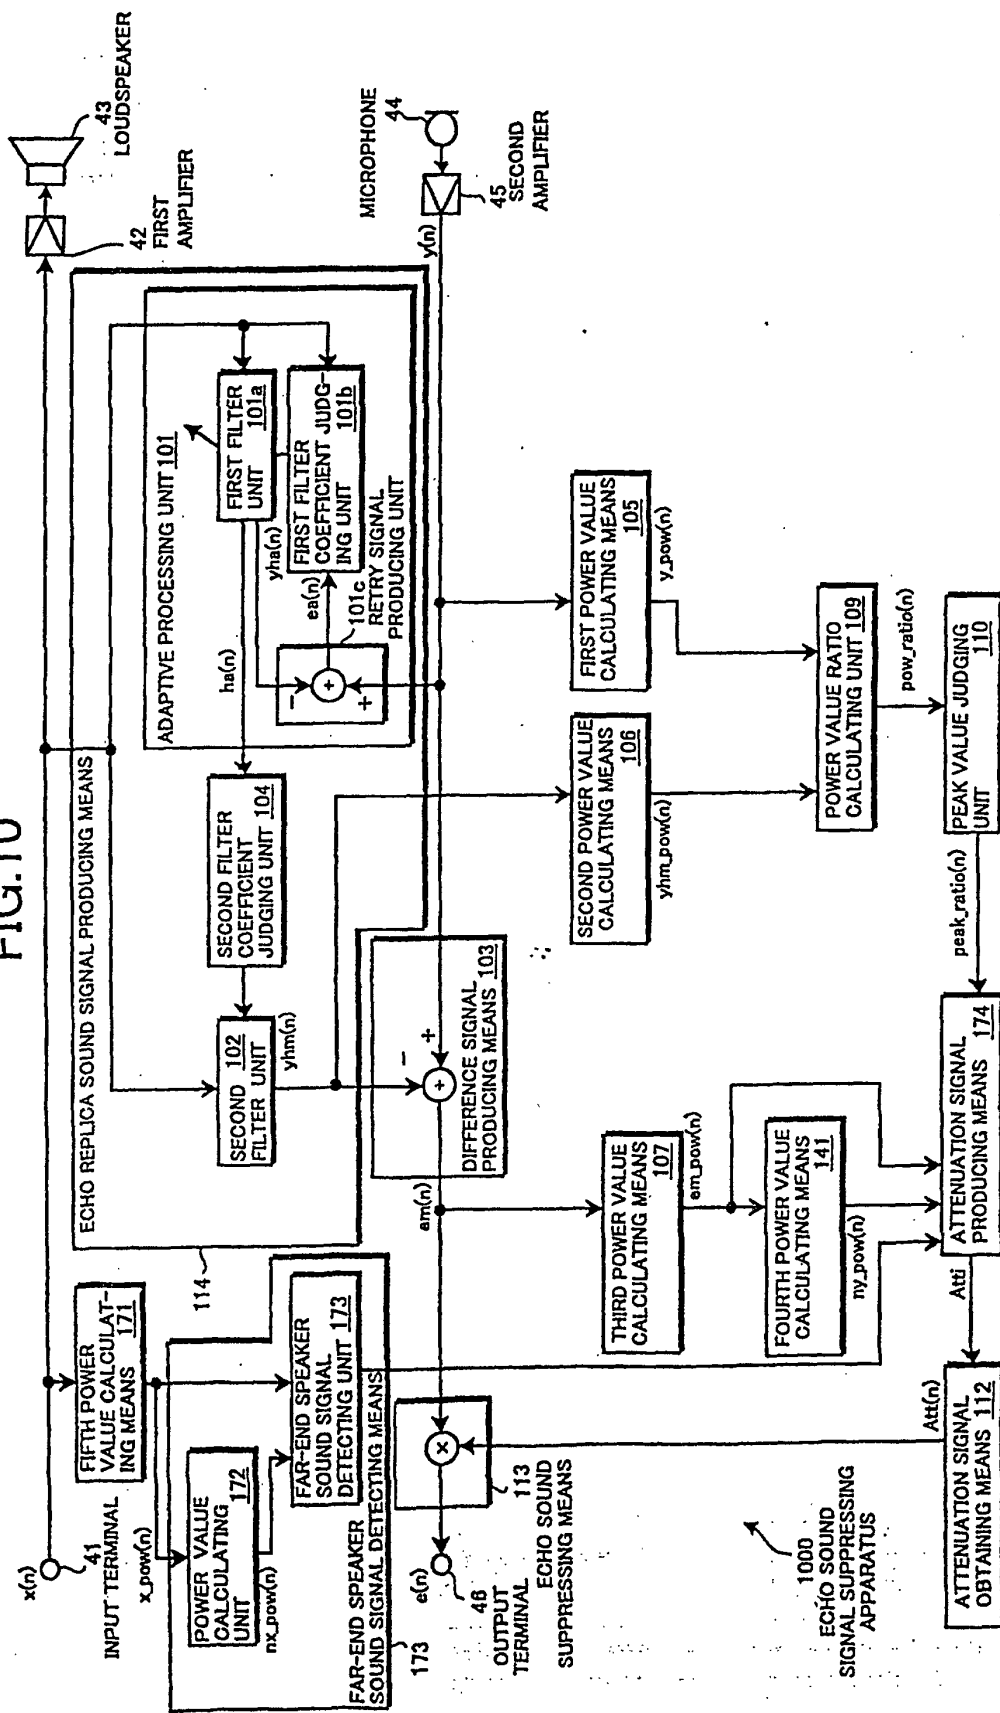 FIG.10
x(n)
41
INPUT TERMINAL
x_pow(n)
FIFTH POWER
VALUE CALCULAT-
ING MEANS 171
POWER VALUE
CALCULATING
UNIT 172
nx_pow(n)
FAR-END SPEAKER
SOUND SIGNAL
DETECTING UNIT 173
FAR-END SPEAKER
SOUND SIGNAL DETECTING MEANS
173
114
ECHO REPLICA SOUND SIGNAL PRODUCING MEANS
SECOND 102
FILTER UNIT
yhm(n)
SECOND FILTER
COEFFICIENT
JUDGING UNIT 104
ha(n)
ADAPTIVE PROCESSING UNIT 101
FIRST FILTER
UNIT 101a
yha(n)
FIRST FILTER
COEFFICIENT JUDG-
ING UNIT 101b
ea(n)
101c
RETRY SIGNAL
PRODUCING UNIT
-
+
+
42
FIRST
AMPLIFIER
43
LOUDSPEAKER
MICROPHONE
44
45
SECOND
AMPLIFIER
y(n)
-
+
+
DIFFERENCE SIGNAL
PRODUCING MEANS 103
em(n)
×
113
ECHO SOUND
SUPPRESSING MEANS
e(n)
46
OUTPUT
TERMINAL
FIRST POWER VALUE
CALCULATING MEANS
105
y_pow(n)
SECOND POWER VALUE
CALCULATING MEANS
106
yhm_pow(n)
THIRD POWER VALUE
CALCULATING MEANS
107
em_pow(n)
FOURTH POWER VALUE
CALCULATING MEANS
141
ny_pow(n)
POWER VALUE RATIO
CALCULATING UNIT 109
pow_ratio(n)
PEAK VALUE JUDGING
UNIT 110
peak_ratio(n)
ATTENUATION SIGNAL
PRODUCING MEANS 174
Atti
ATTENUATION SIGNAL
OBTAINING MEANS 112
Att(n)
1000
ECHO SOUND
SIGNAL SUPPRESSING
APPARATUS